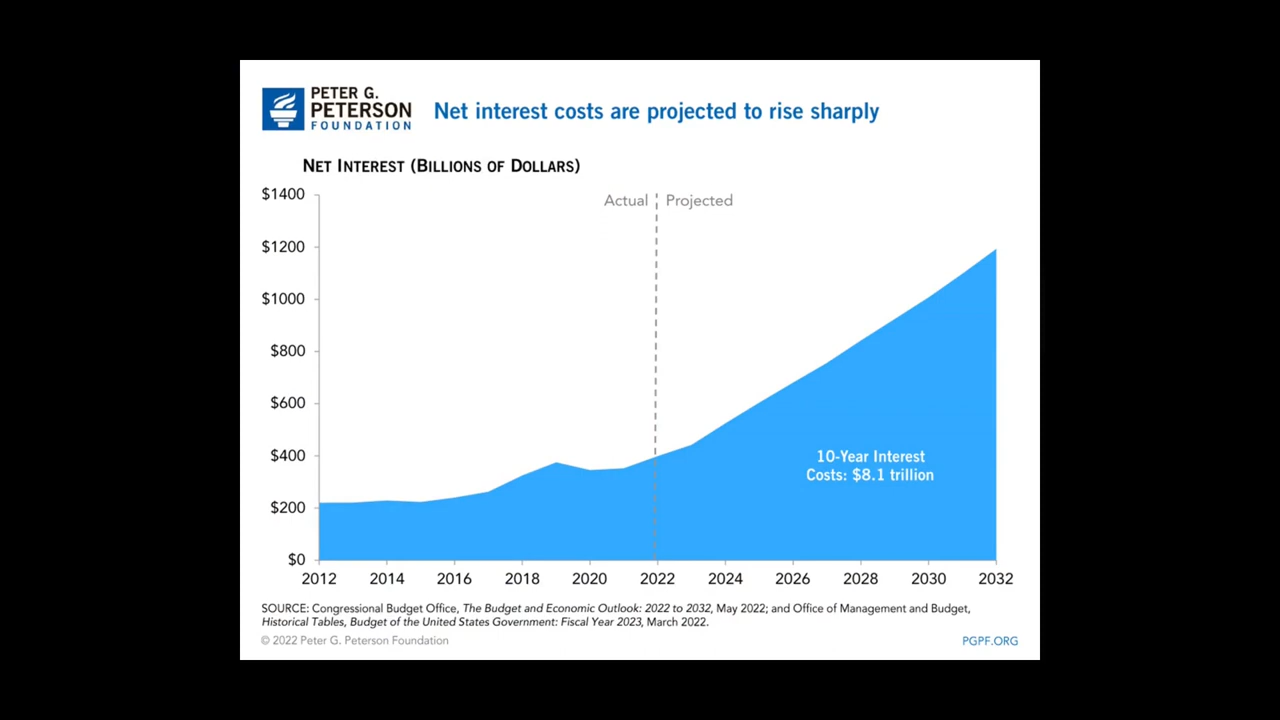 PETER G.
PETERSON
FOUNDATION
Net interest costs are projected to rise sharply
NET INTEREST (BILLIONS OF DOLLARS)
$1400
$1200
$1000
$800
$600
$400
$200
$0
Actual
Projected
10-Year Interest
Costs: $8.1 trillion
2012 2014 2016 2018 2020 2022 2024 2026 2028 2030 2032
SOURCE: Congressional Budget Office, The Budget and Economic Outlook: 2022 to 2032, May 2022; and Office of Management and Budget,
Historical Tables, Budget of the United States Government: Fiscal Year 2023, March 2022.
© 2022 Peter G. Peterson Foundation
PGPF.ORG